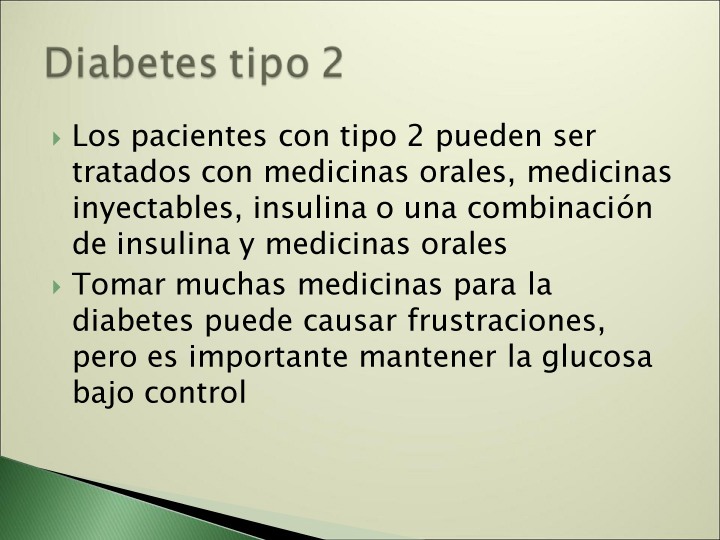 Diabetes tipo 2
Los pacientes con tipo 2 pueden ser
tratados con medicinas orales, medicinas
inyectables, insulina o una combinación
de insulina y medicinas orales
Tomar muchas medicinas para la
diabetes puede causar frustraciones,
pero es importante mantener la glucosa
bajo control